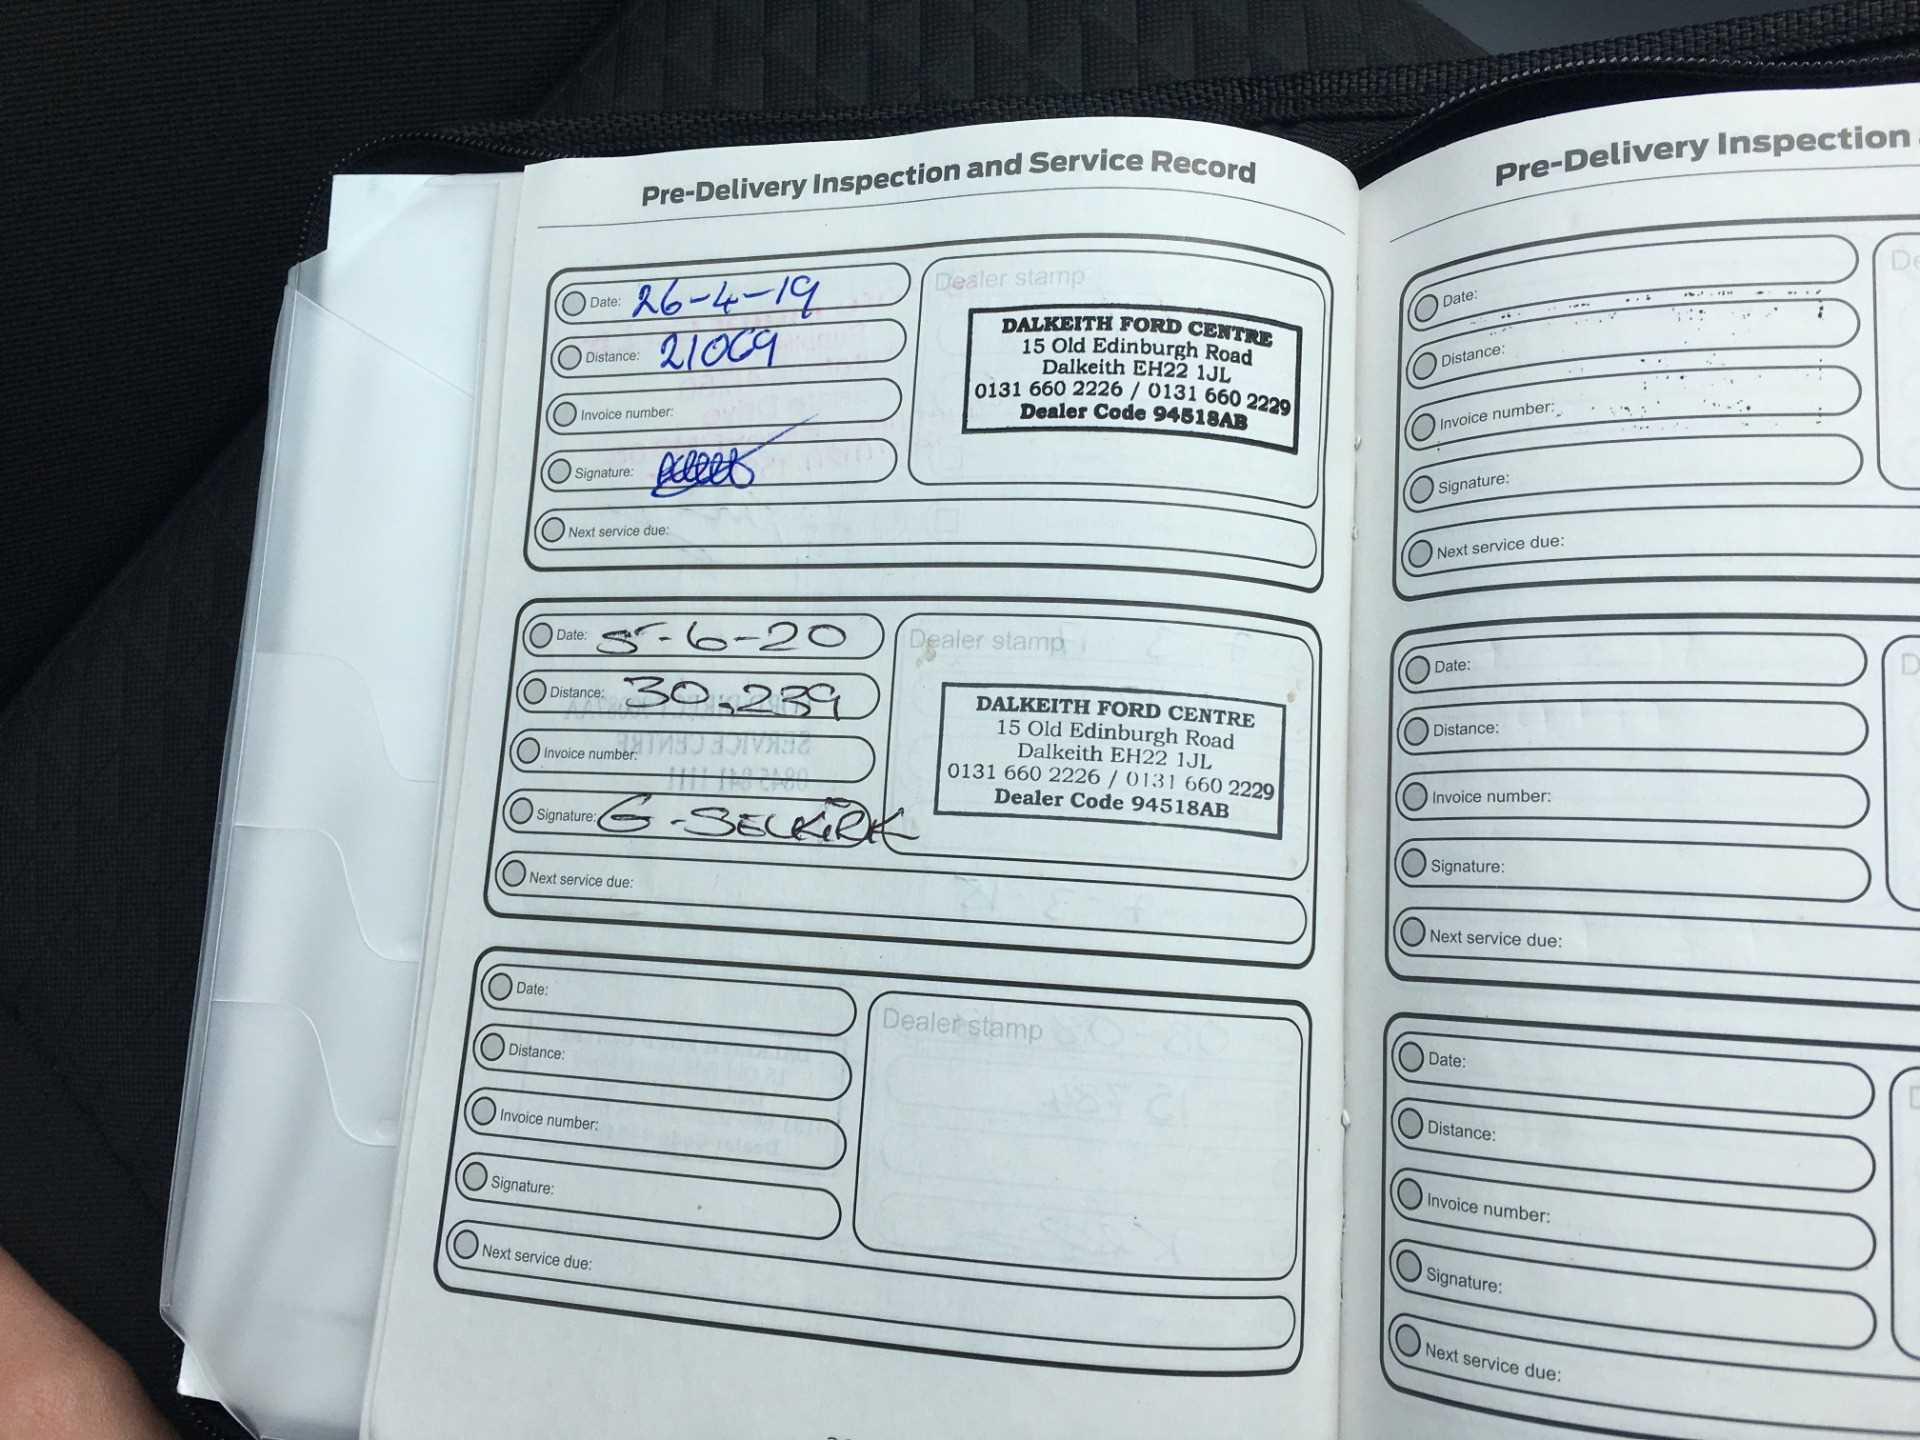 Pre-Delivery Inspection and Service Record
Date: 26-4-19
Distance: 21069
Invoice number:
Signature:
Next service due:
Dealer stamp
DALKEITH FORD CENTRE
15 Old Edinburgh Road
Dalkeith EH22 1JL
0131 660 2226 / 0131 660 2229
Dealer Code 94518AB
Date: 5-6-20
Distance: 30,239
Invoice number:
Signature: G-SELKIRK
Next service due:
Dealer stamp
DALKEITH FORD CENTRE
15 Old Edinburgh Road
Dalkeith EH22 1JL
0131 660 2226 / 0131 660 2229
Dealer Code 94518AB
Date:
Distance:
Invoice number:
Signature:
Next service due:
Dealer stamp
Pre-Delivery Inspection
Date:
Distance:
Invoice number:
Signature:
Next service due:
Date:
Distance:
Invoice number:
Signature:
Next service due:
Date:
Distance:
Invoice number:
Signature:
Next service due: